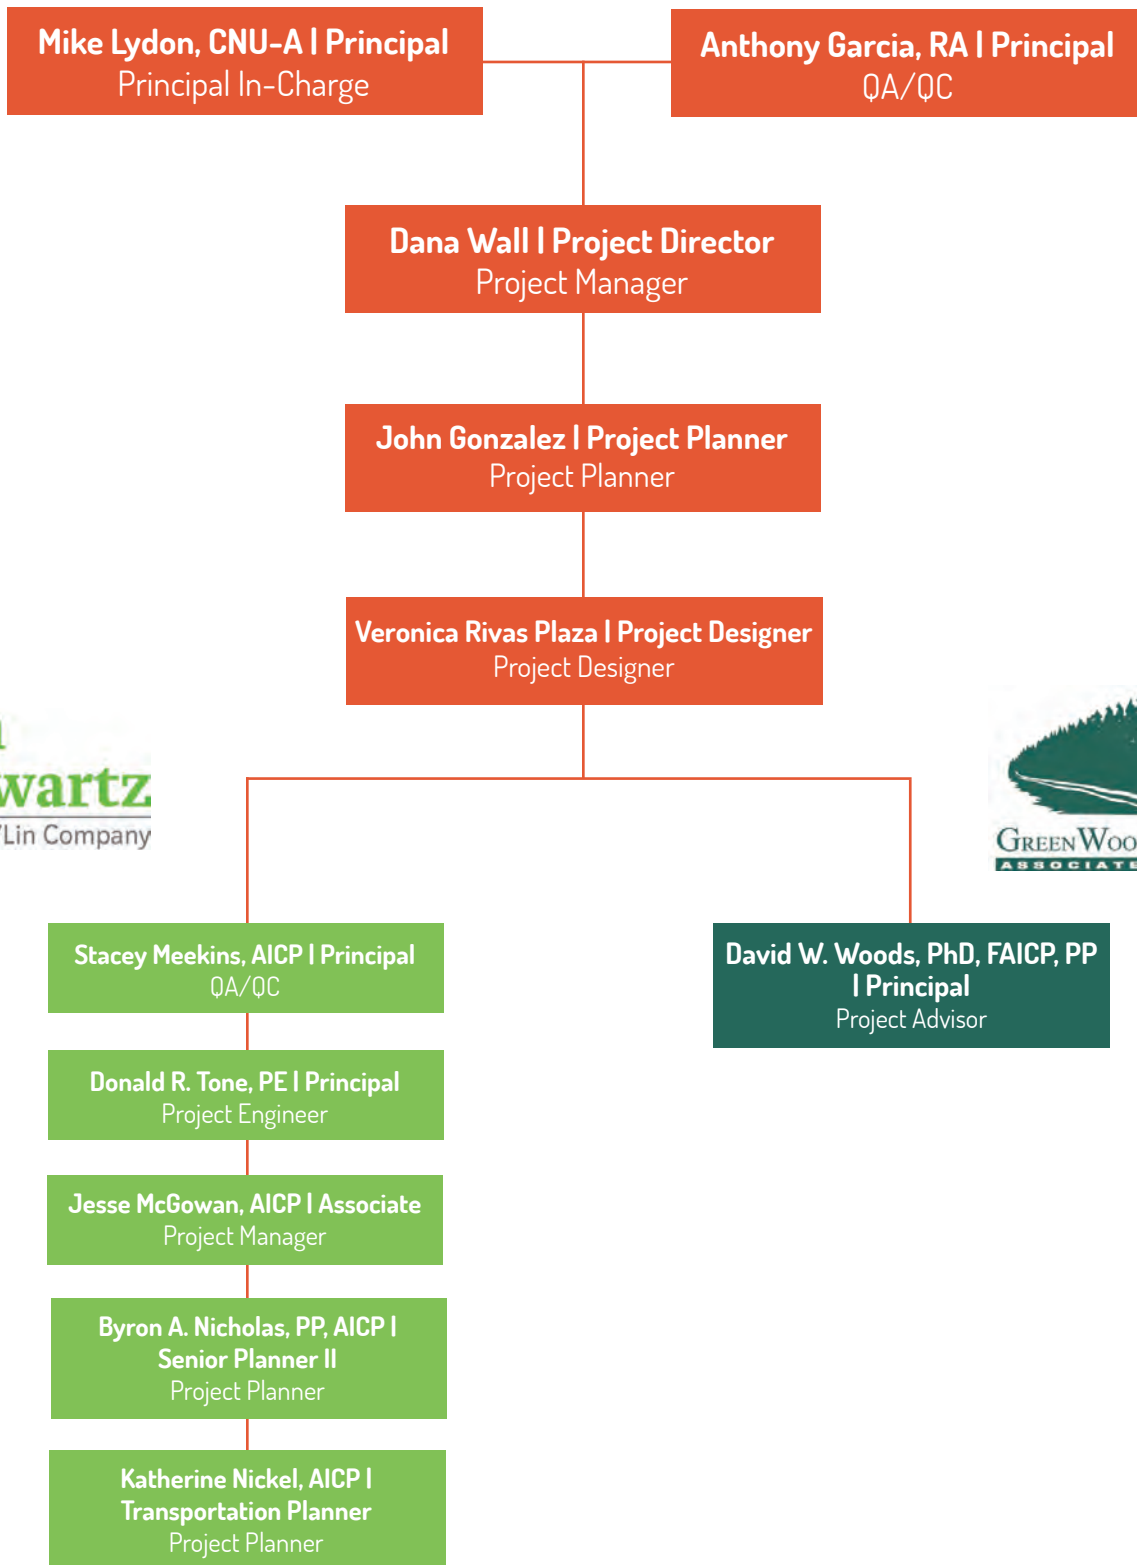 Mike Lydon, CNU-A | Principal
Principal In-Charge
Anthony Garcia, RA | Principal
QA/QC
Dana Wall | Project Director
Project Manager
John Gonzalez | Project Planner
Project Planner
Veronica Rivas Plaza | Project Designer
Project Designer
Lin Company
Stacey Meekins, AICP | Principal
QA/QC
Donald R. Tone, PE | Principal
Project Engineer
Jesse McGowan, AICP | Associate
Project Manager
Byron A. Nicholas, PP, AICP |
Senior Planner II
Project Planner
Katherine Nickel, AICP |
Transportation Planner
Project Planner
David W. Woods, PhD, FAICP, PP
| Principal
Project Advisor